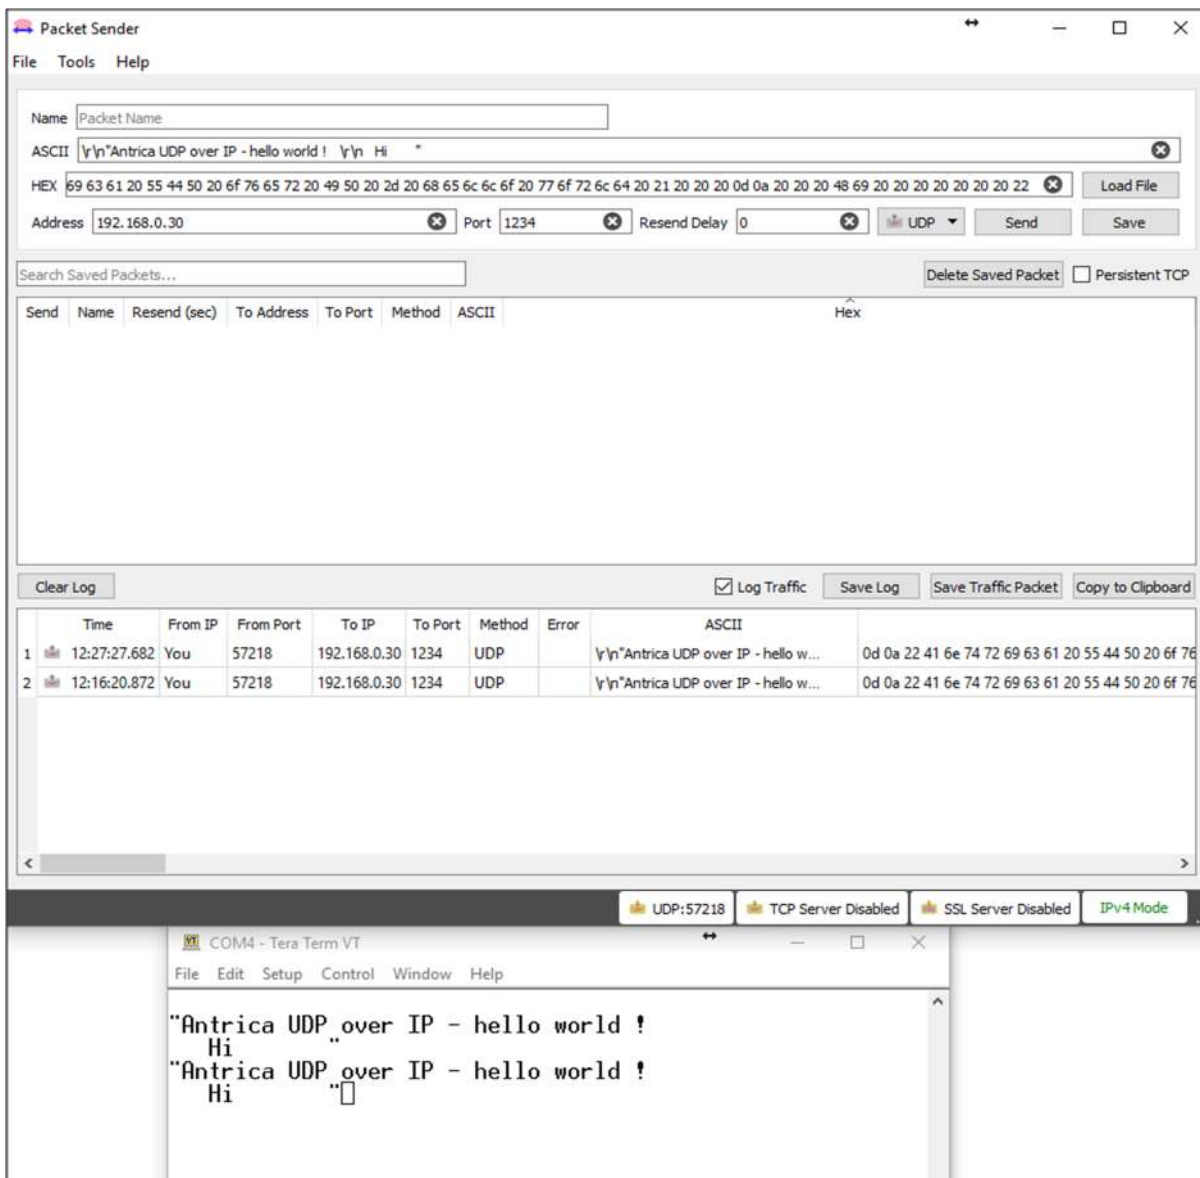 Packet Sender
File Tools Help
Name Packet Name
ASCII \r\n"Antrica UDP over IP - hello world !   \r\n   Hi       "
HEX 69 63 61 20 55 44 50 20 6f 76 65 72 20 49 50 20 2d 20 68 65 6c 6c 6f 20 77 6f 72 6c 64 20 21 20 20 20 0d 0a 20 20 20 48 69 20 20 20 20 20 20 20 22 Load File
Address 192.168.0.30 Port 1234 Resend Delay 0 UDP Send Save
Search Saved Packets... Delete Saved Packet Persistent TCP
Send Name Resend (sec) To Address To Port Method ASCII Hex
Clear Log Log Traffic Save Log Save Traffic Packet Copy to Clipboard
Time From IP From Port To IP To Port Method Error ASCII
1 12:27:27.682 You 57218 192.168.0.30 1234 UDP \r\n"Antrica UDP over IP - hello w... 0d 0a 22 41 6e 74 72 69 63 61 20 55 44 50 20 6f 76
2 12:16:20.872 You 57218 192.168.0.30 1234 UDP \r\n"Antrica UDP over IP - hello w... 0d 0a 22 41 6e 74 72 69 63 61 20 55 44 50 20 6f 76
UDP:57218 TCP Server Disabled SSL Server Disabled IPv4 Mode
VT COM4 - Tera Term VT
File Edit Setup Control Window Help
"Antrica UDP over IP - hello world !
Hi       "
"Antrica UDP over IP - hello world !
Hi       "